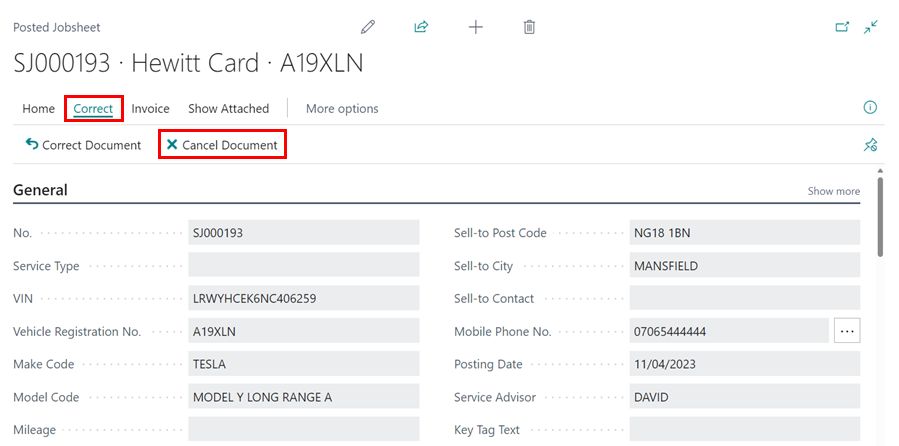 Posted Jobsheet
SJ000193 · Hewitt Card · A19XLN
Home Correct Invoice Show Attached More options
Correct Document Cancel Document
General Show more
No. SJ000193 Sell-to Post Code NG18 1BN
Service Type Sell-to City MANSFIELD
VIN LRWYHCEK6NC406259 Sell-to Contact
Vehicle Registration No. A19XLN Mobile Phone No. 07065444444 ...
Make Code TESLA Posting Date 11/04/2023
Model Code MODEL Y LONG RANGE A Service Advisor DAVID
Mileage Key Tag Text